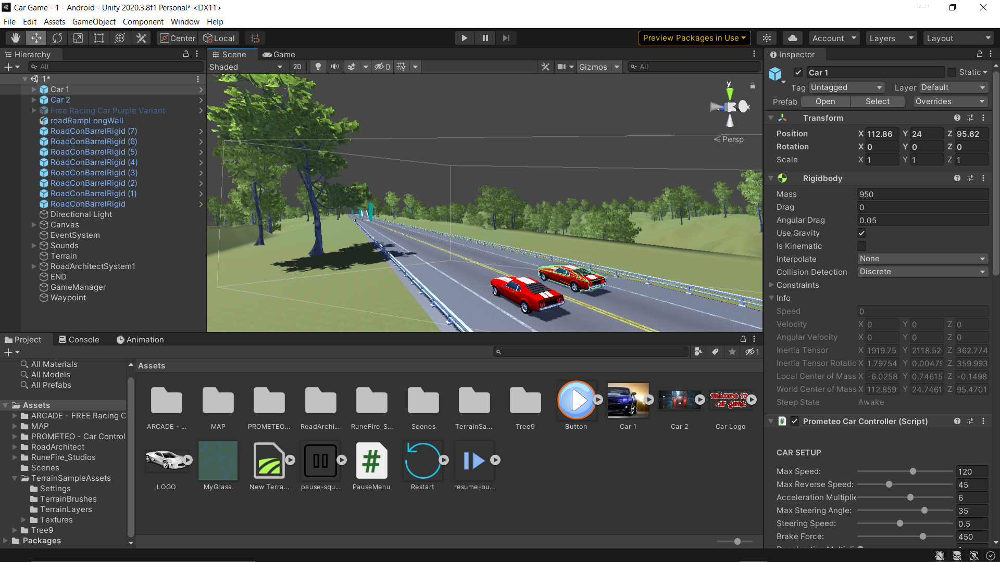 Car Game - 1 - Android - Unity 2020.3.8f1 Personal* <DX11>
File Edit Assets GameObject Component Window Help
Center Local Preview Packages in Use Account Layers Layout
Hierarchy
All
1*
Car 1
Car 2
Free Racing Car Purple Variant
roadRampLongWall
RoadConBarrelRigid (7)
RoadConBarrelRigid (6)
RoadConBarrelRigid (5)
RoadConBarrelRigid (4)
RoadConBarrelRigid (3)
RoadConBarrelRigid (2)
RoadConBarrelRigid (1)
RoadConBarrelRigid
Directional Light
Canvas
EventSystem
Sounds
Terrain
RoadArchitectSystem1
END
GameManager
Waypoint
Scene Game
Shaded 2D 0 Gizmos All
y
x
Persp
Inspector
Car 1 Static
Tag Untagged Layer Default
Prefab Open Select Overrides
Transform
Position X 112.86 Y 24 Z 95.62
Rotation X 0 Y 0 Z 0
Scale X 1 Y 1 Z 1
Rigidbody
Mass 950
Drag 0
Angular Drag 0.05
Use Gravity
Is Kinematic
Interpolate None
Collision Detection Discrete
Constraints
Info
Speed 0
Velocity X 0 Y 0 Z 0
Angular Velocity X 0 Y 0 Z 0
Inertia Tensor X 1919.75 Y 2118.52 Z 362.774
Inertia Tensor Rotatio X 1.79754 Y 0.0047 Z 359.993
Local Center of Mass X -6.0258 Y 0.74615 Z -0.1498
World Center of Mass X 112.859 Y 24.7461 Z 95.4701
Sleep State Awake
Prometeo Car Controller (Script)
CAR SETUP
Max Speed: 120
Max Reverse Speed: 45
Acceleration Multiplie 6
Max Steering Angle: 35
Steering Speed: 0.5
Brake Force: 450
Project Console Animation
1
All Materials
All Models
All Prefabs
Assets
ARCADE - FREE Racing C
MAP
PROMETEO - Car Control
RoadArchitect
RuneFire_Studios
Scenes
TerrainSampleAssets
Settings
TerrainBrushes
TerrainLayers
Textures
Tree9
Packages
Assets
welcome to
car game
ARCADE - ... MAP PROMETEO... RoadArchi... RuneFire_S... Scenes TerrainSa... Tree9 Button Car 1 Car 2 Car Logo
LOGO MyGrass New Terra... pause-squ... PauseMenu Restart resume-bu...